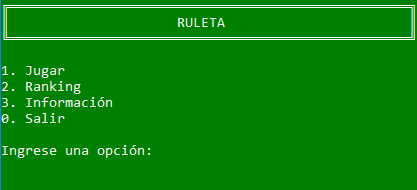 RULETA
1. Jugar
2. Ranking
3. Información
0. Salir
Ingrese una opción: